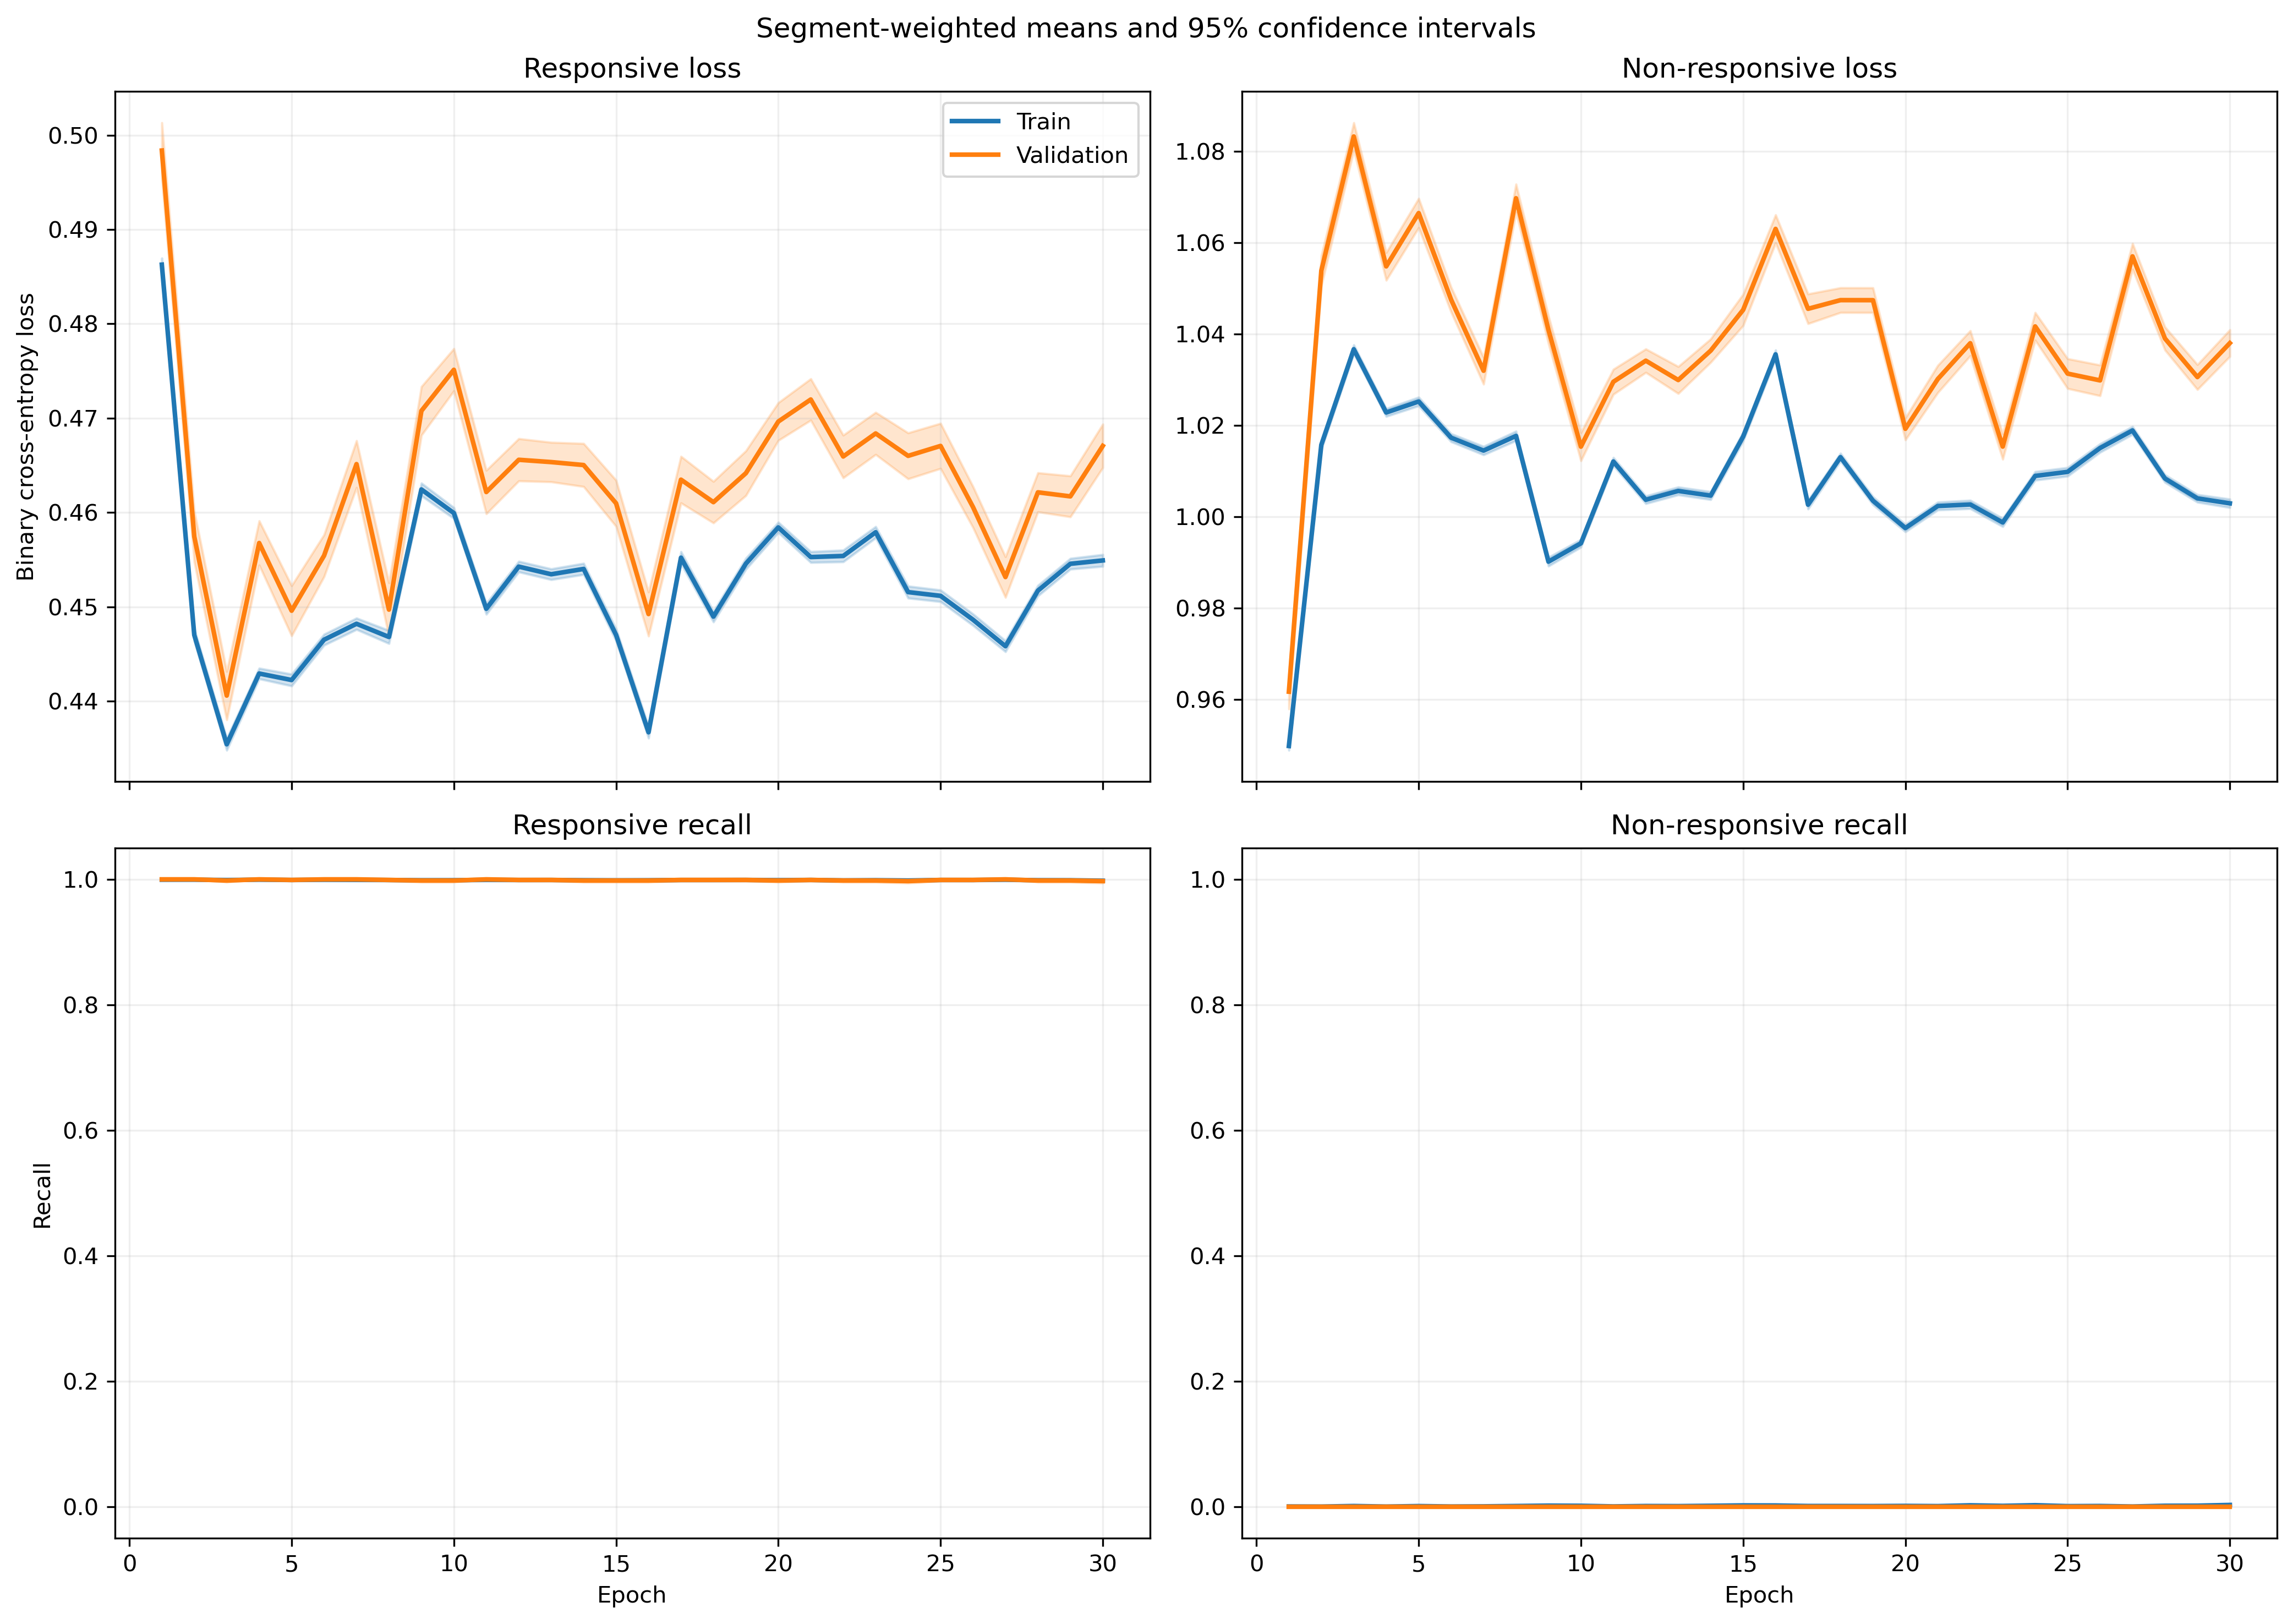 Segment-weighted means and 95% confidence intervals
Responsive loss
Non-responsive loss
Train
Validation
Binary cross-entropy loss
0.50
0.49
0.48
0.47
0.46
0.45
0.44
1.08
1.06
1.04
1.02
1.00
0.98
0.96
Responsive recall
Non-responsive recall
Recall
1.0
0.8
0.6
0.4
0.2
0.0
1.0
0.8
0.6
0.4
0.2
0.0
0 5 10 15 20 25 30
0 5 10 15 20 25 30
Epoch
Epoch